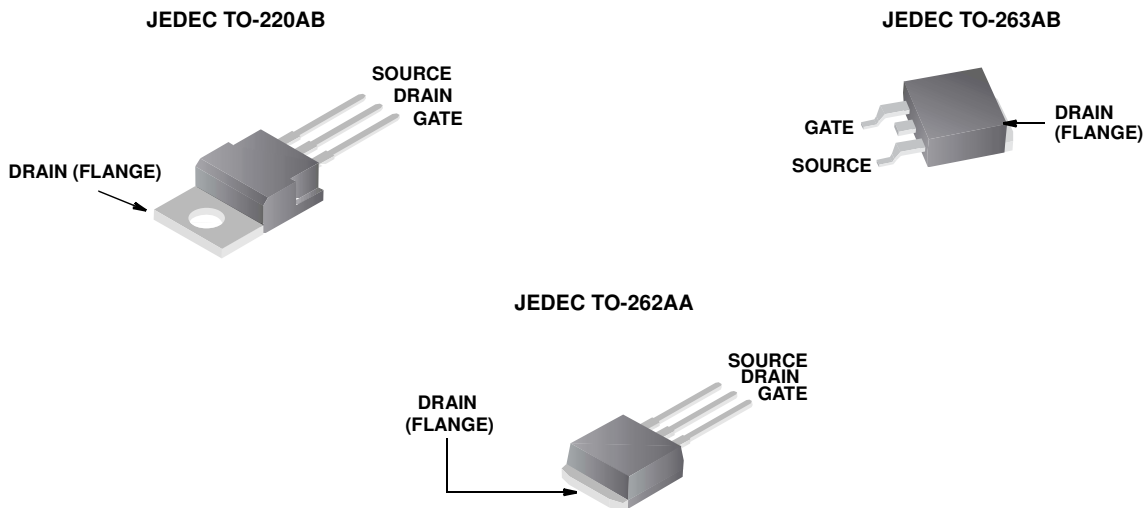 JEDEC TO-220AB
SOURCE
DRAIN
GATE
DRAIN (FLANGE)
JEDEC TO-263AB
GATE
SOURCE
DRAIN
(FLANGE)
JEDEC TO-262AA
SOURCE
DRAIN
GATE
DRAIN
(FLANGE)